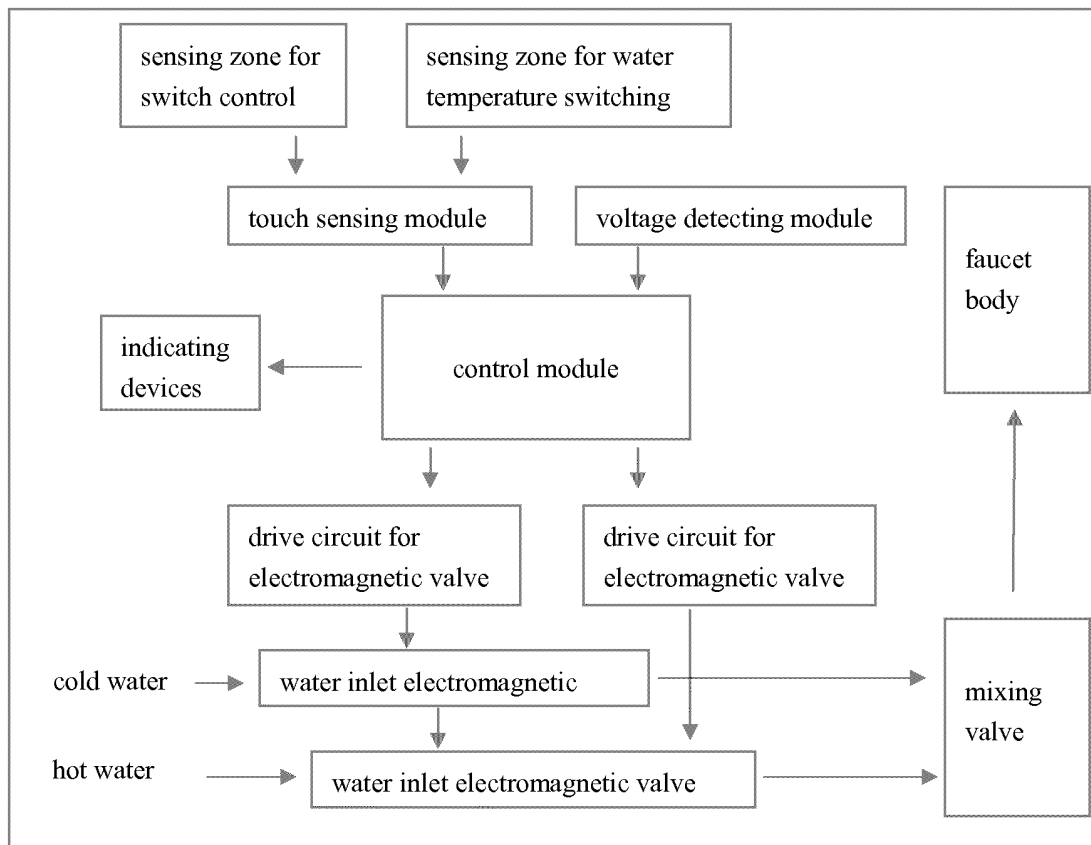 sensing zone for
switch control
sensing zone for water
temperature switching
touch sensing module
voltage detecting module
faucet
body
indicating
devices
control module
drive circuit for
electromagnetic valve
drive circuit for
electromagnetic valve
cold water
water inlet electromagnetic
mixing
valve
hot water
water inlet electromagnetic valve